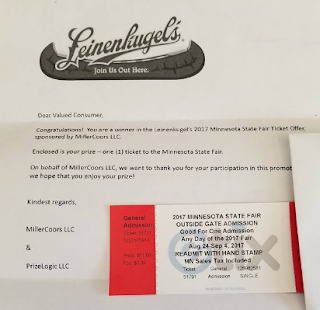 Leinenkugel's
Join Us Out Here.
Dear Valued Consumer,
Congratulations! You are a winner in the Leinenkugel's 2017 Minnesota State Fair Ticket Offer,
sponsored by MillerCoors LLC.
Enclosed is your prize – one (1) ticket to the Minnesota State Fair.
On behalf of MillerCoors LLC, we want to thank you for your participation in this promot
we hope that you enjoy your prize!
Kindest regards,
MillerCoors LLC
&
PrizeLogic LLC
General
Admission
Ticket
2017 MINNESOTA STATE FAIR
OUTSIDE GATE ADMISSION
Good For One Admission
Any Day of the 2017 Fair
Aug 24-Sep 4, 2017
READMIT WITH HAND STAMP
MN Sales Tax Included
Ticket General
51791 Admission SINGLE